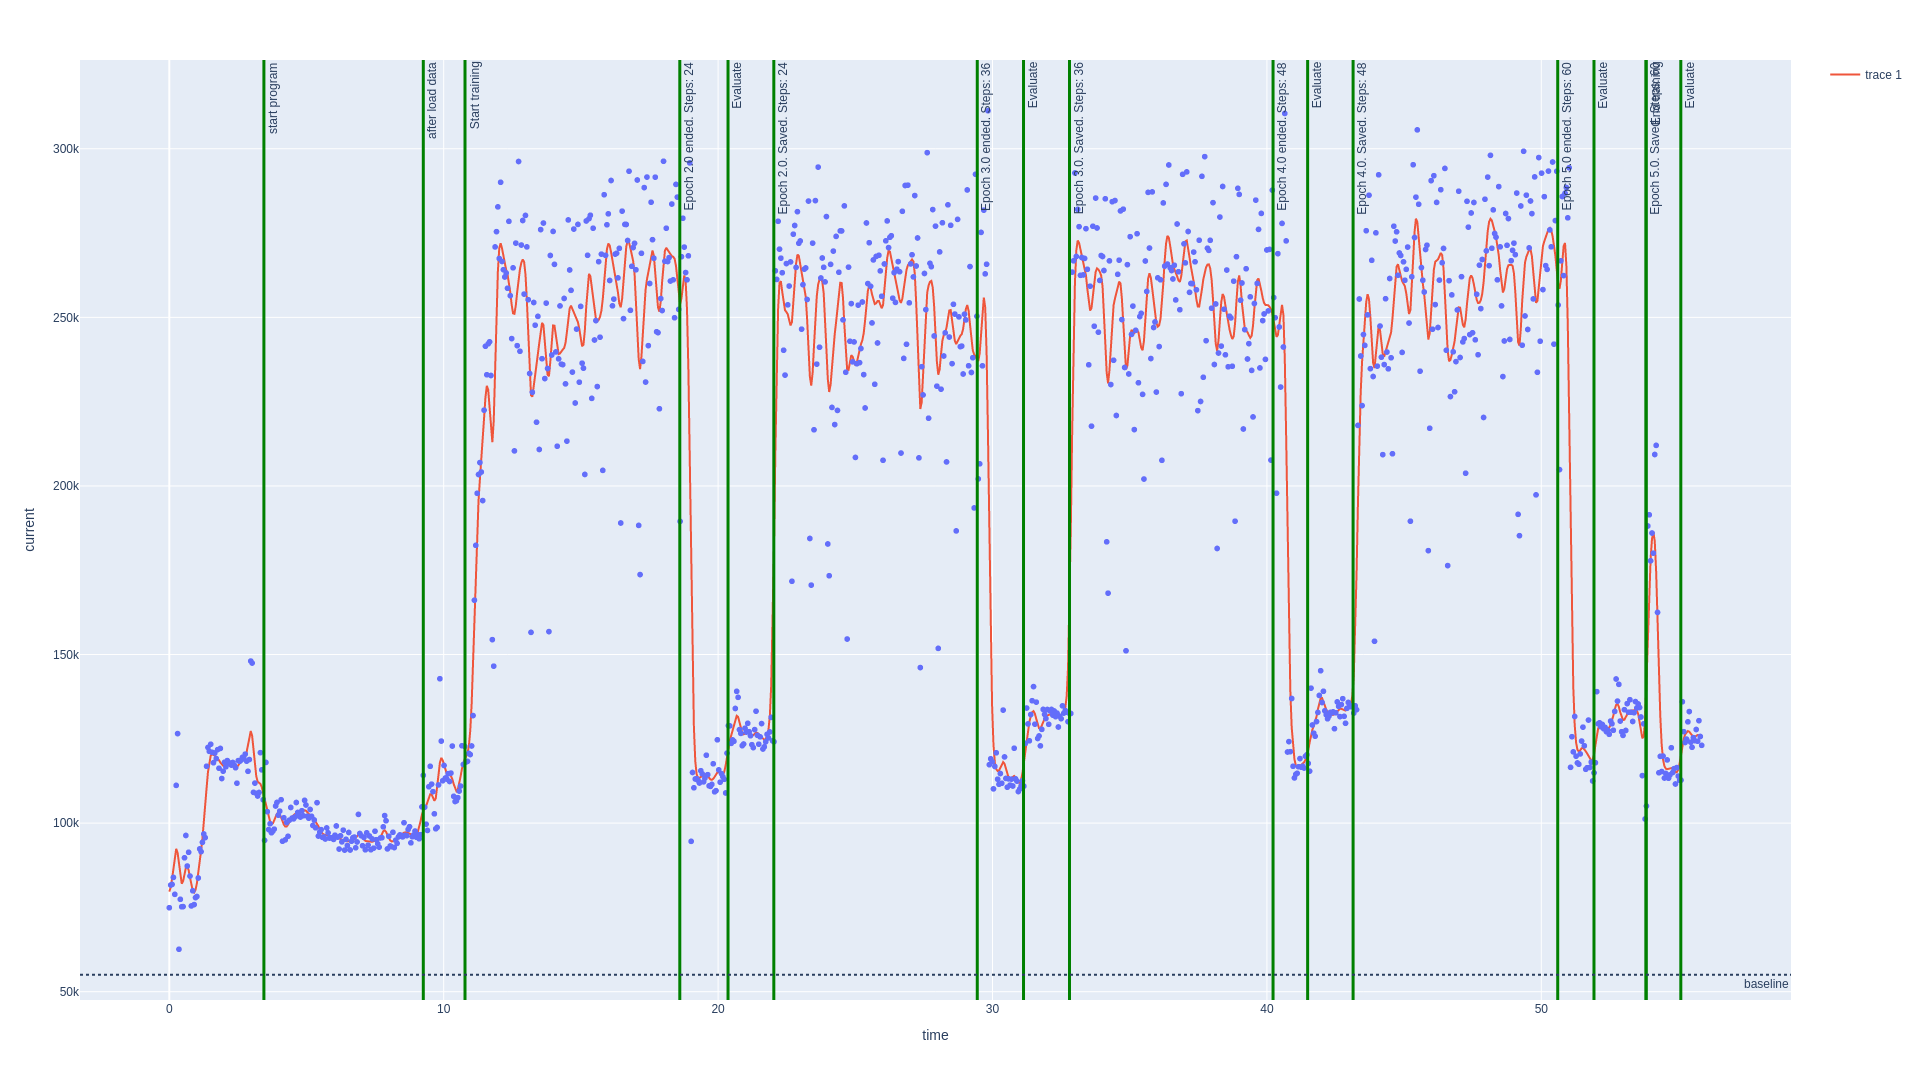 start program
after load data
Start training
Epoch 2.0 ended. Steps: 24
Evaluate
Epoch 2.0. Saved. Steps: 24
Epoch 3.0 ended. Steps: 36
Evaluate
Epoch 3.0. Saved. Steps: 36
Epoch 4.0 ended. Steps: 48
Evaluate
Epoch 4.0. Saved. Steps: 48
Epoch 5.0 ended. Steps: 60
Evaluate
Epoch 5.0. Saved. Steps: 60
Evaluate
trace 1
300k
250k
200k
150k
100k
50k
current
baseline
0
10
20
30
40
50
time